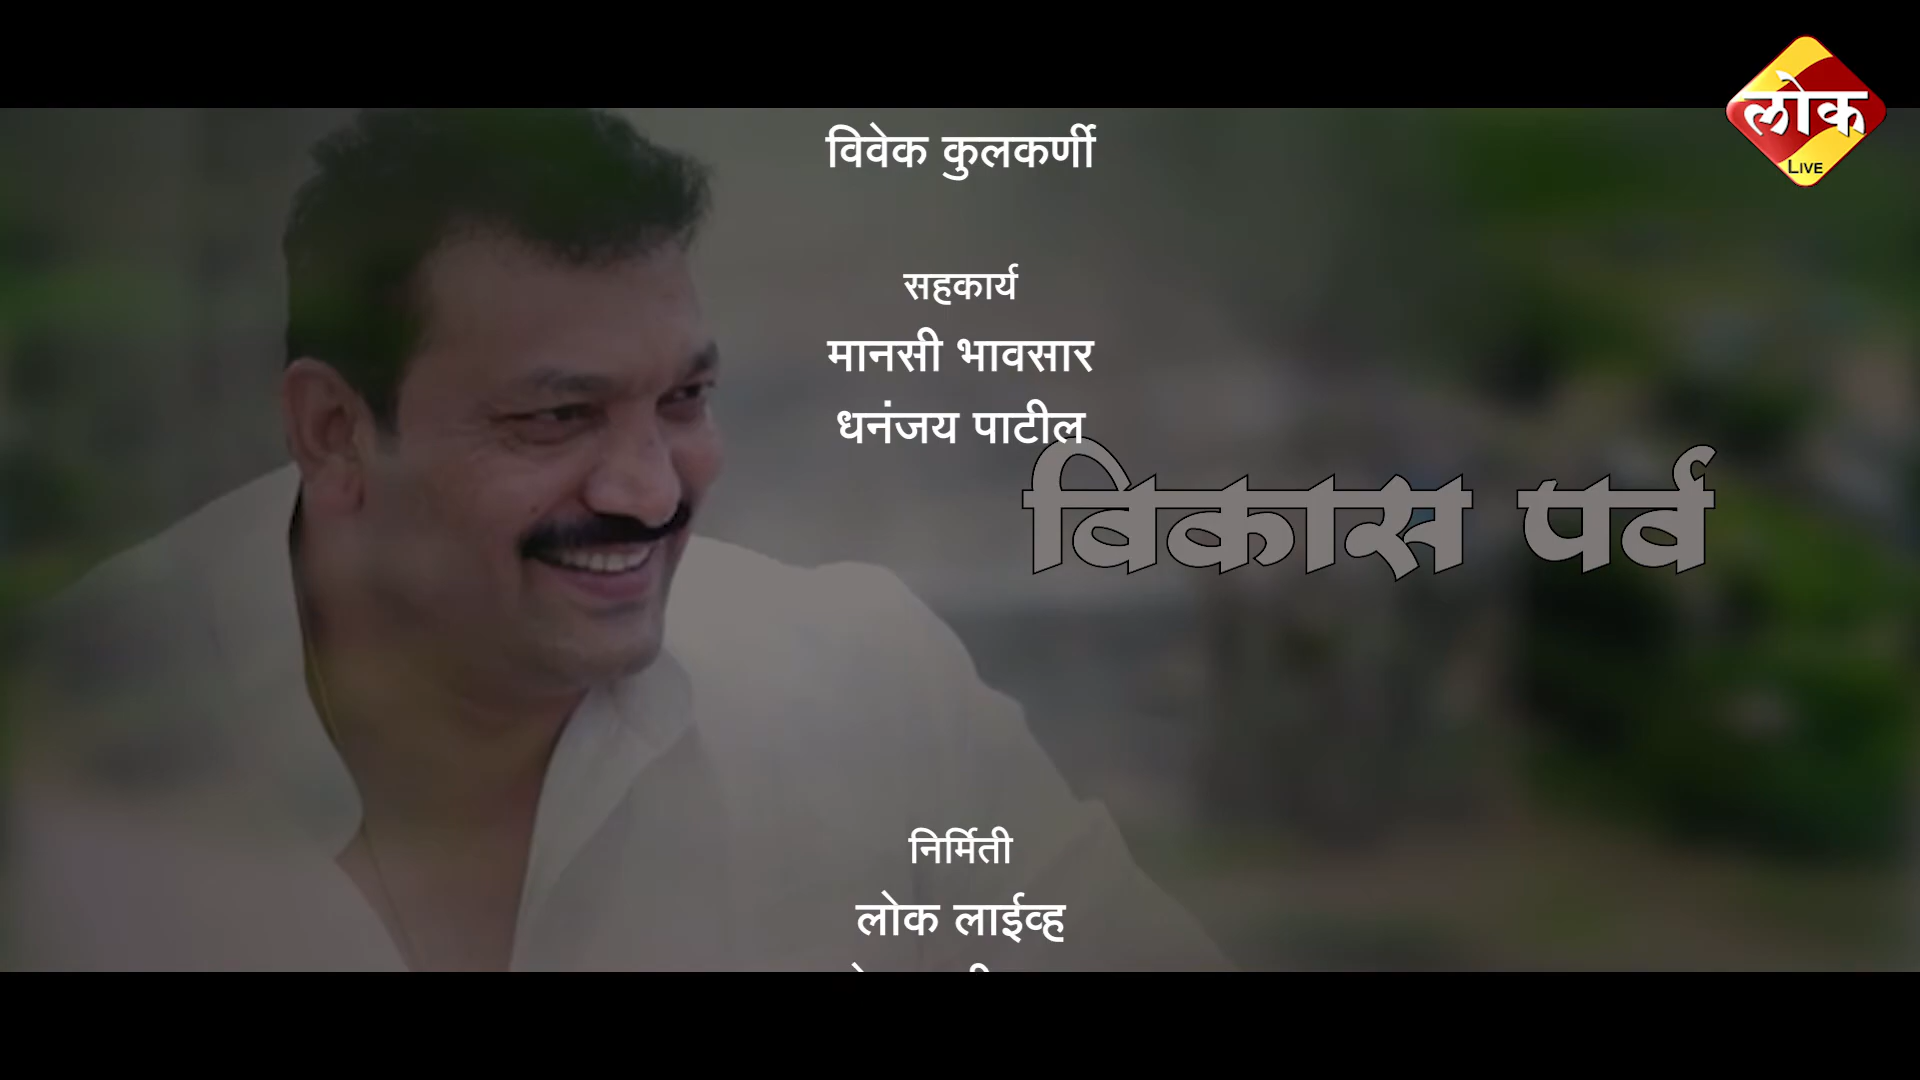 लोक
LIVE
विवेक कुलकर्णी
सहकार्य
मानसी भावसार
धनंजय पाटील
विकास पर्व
निर्मिती
लोक लाईव्ह